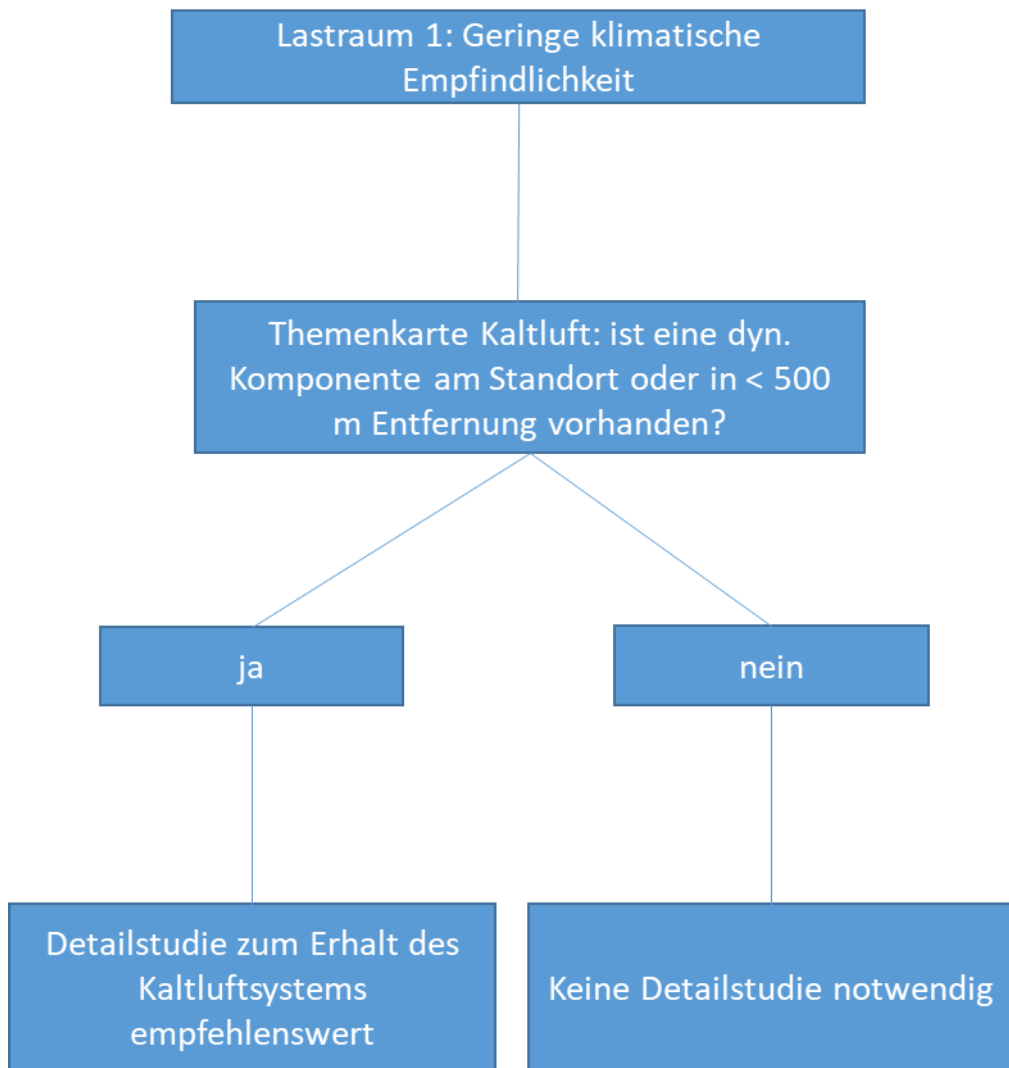 Lastraum 1: Geringe klimatische
Empfindlichkeit
Themenkarte Kaltluft: ist eine dyn.
Komponente am Standort oder in < 500
m Entfernung vorhanden?
ja
nein
Detailstudie zum Erhalt des
Kaltluftsystems
empfehlenswert
Keine Detailstudie notwendig